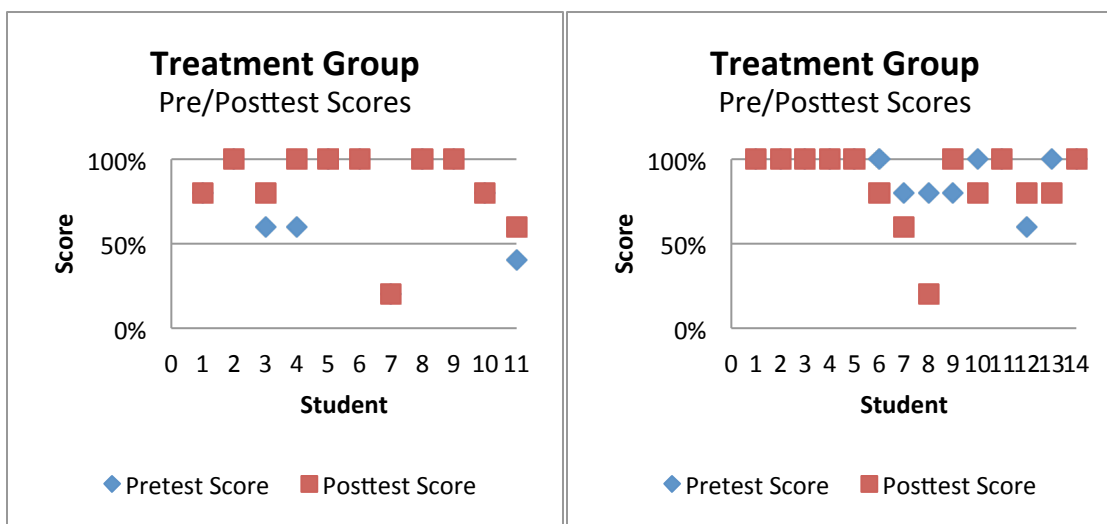 Treatment Group
Pre/Posttest Scores
100%
50%
0%
Score
0 1 2 3 4 5 6 7 8 9 10 11
Student
Pretest Score Posttest Score
Treatment Group
Pre/Posttest Scores
100%
50%
0%
Score
0 1 2 3 4 5 6 7 8 9 10 11 12 13 14
Student
Pretest Score Posttest Score